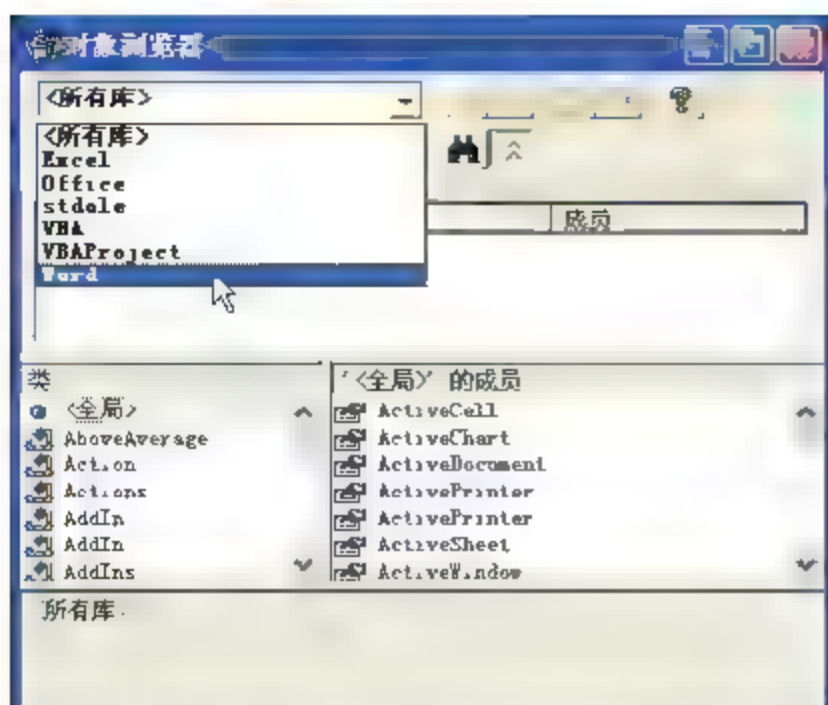 对象浏览器
<所有库>
<所有库>
Excel
Office
stdole
VBA
VBAProject
Word
成员
类
'<全局>' 的成员
<全局>
AboveAverage
Action
Actions
AddIn
AddIn
AddIns
ActiveCell
ActiveChart
ActiveDocument
ActivePrinter
ActivePrinter
ActiveSheet
ActiveWindow
所有库